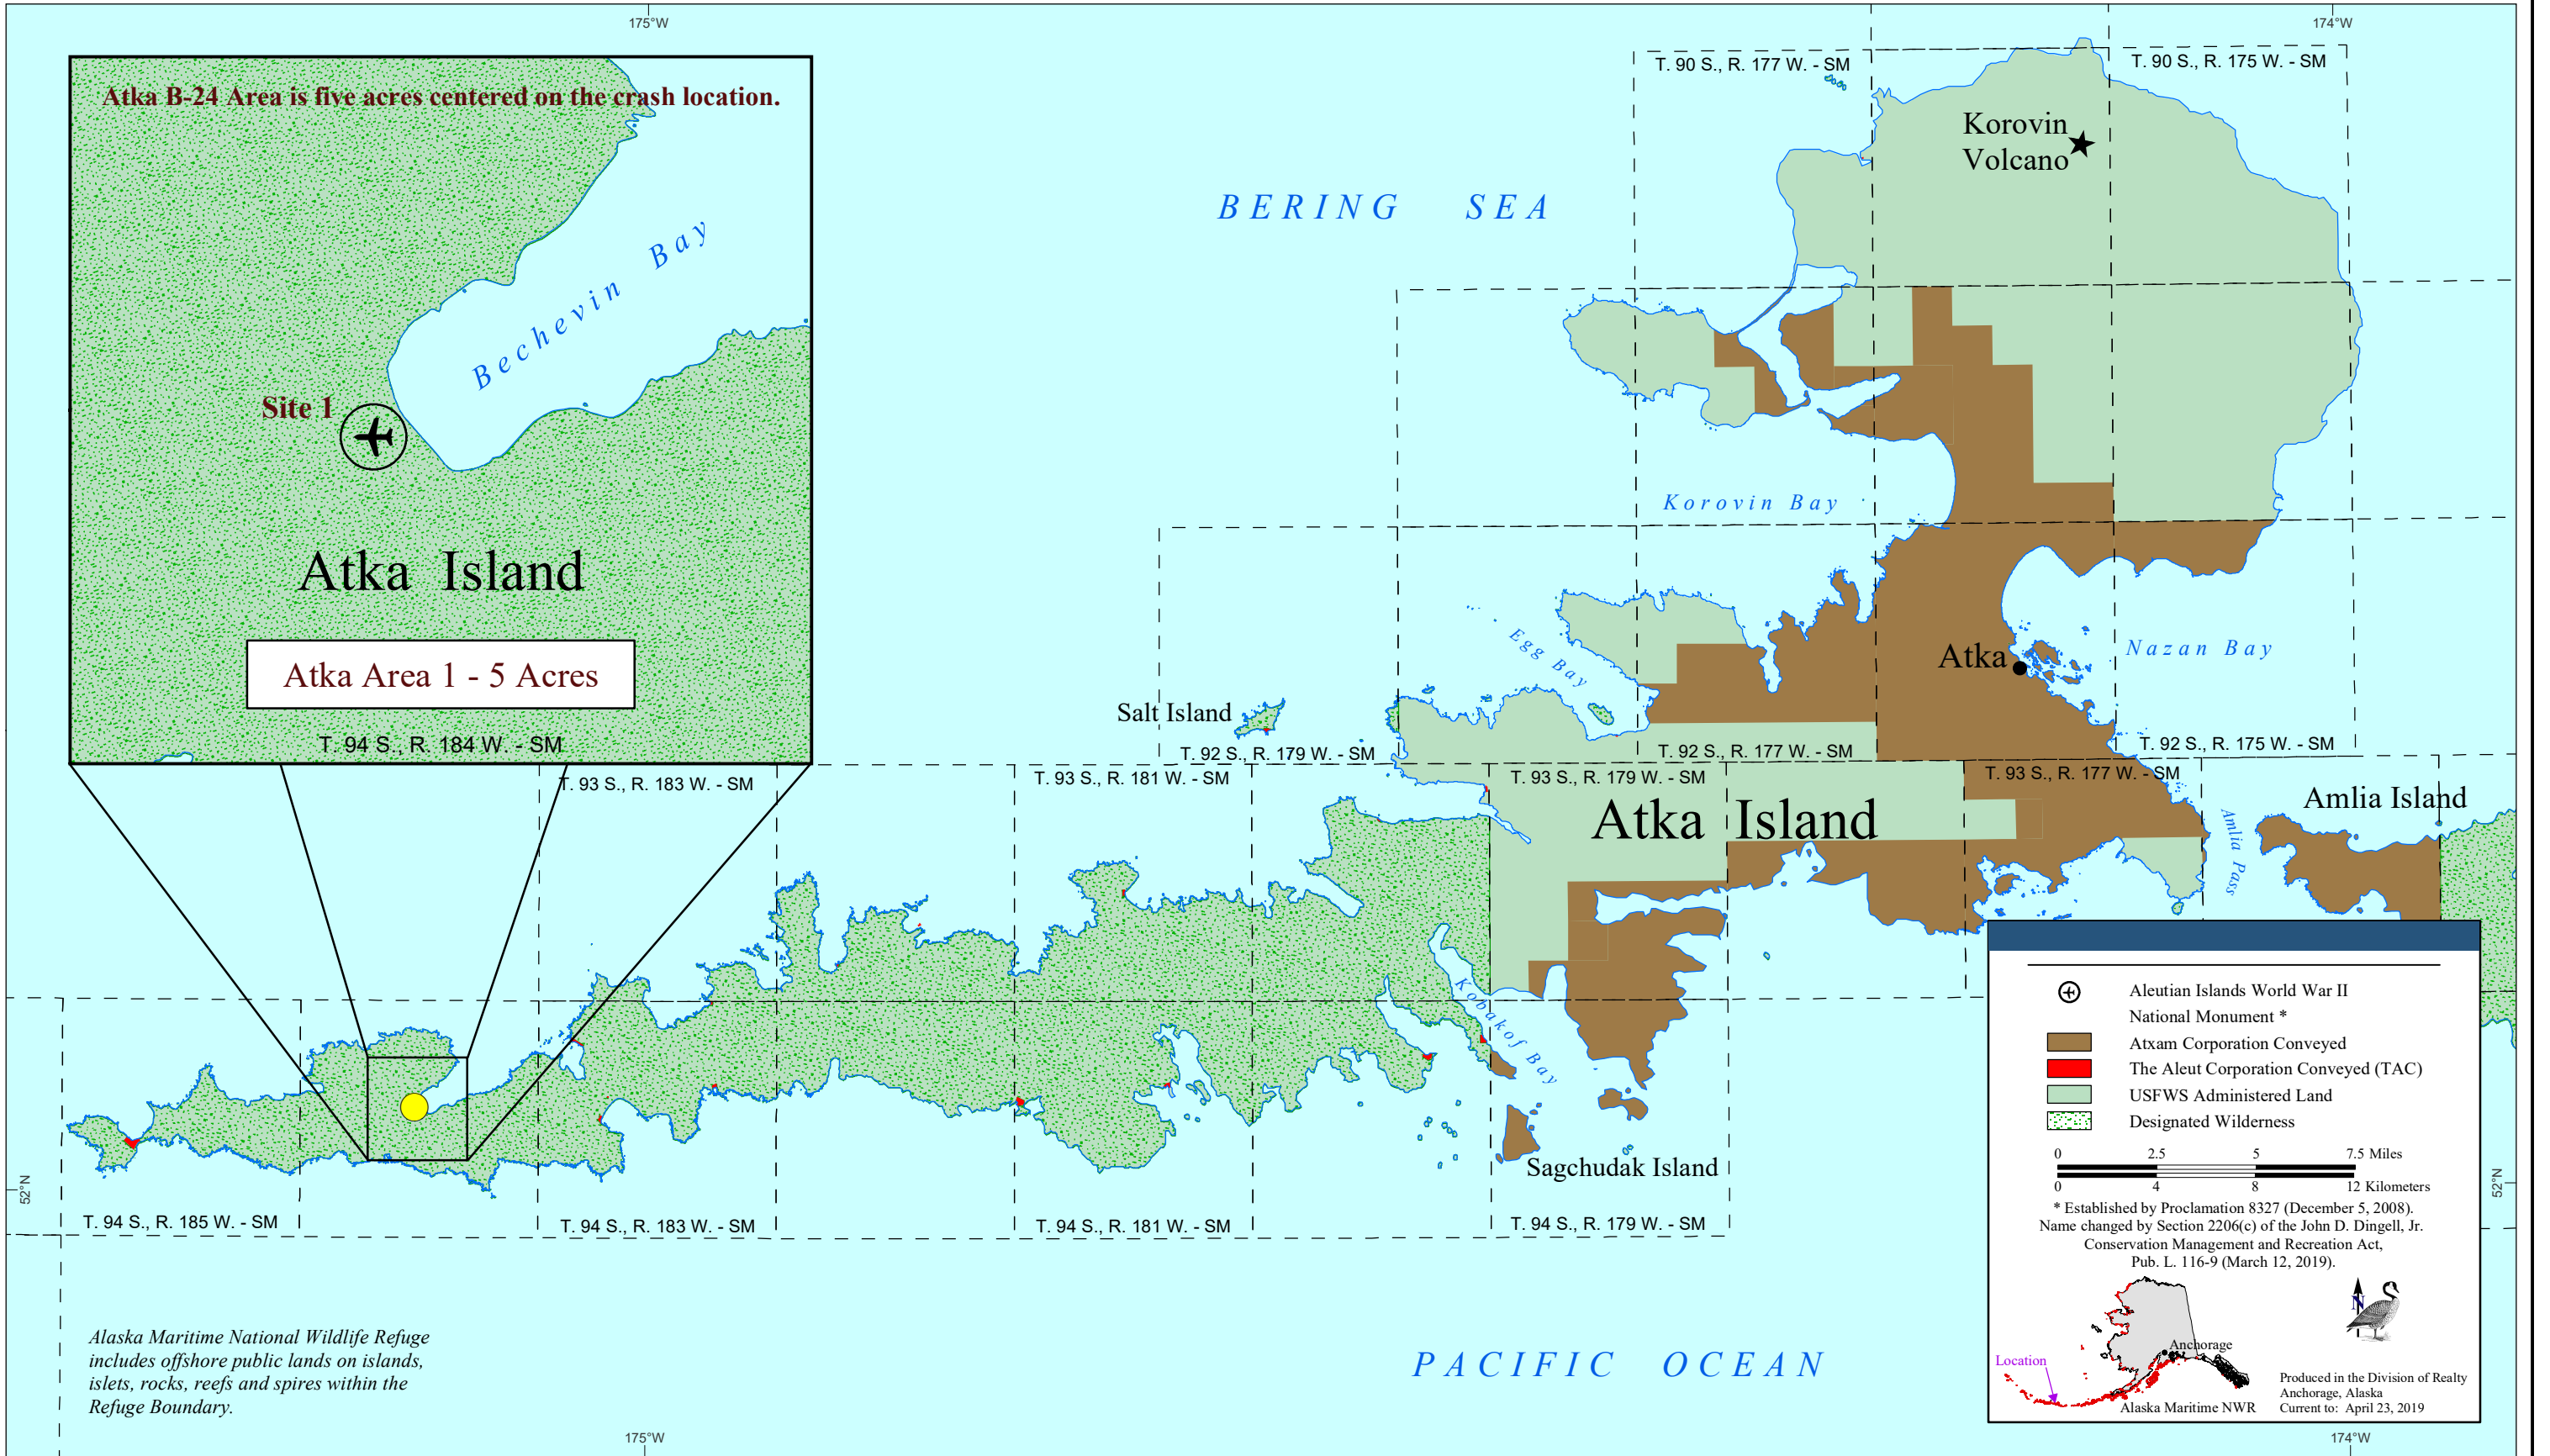 175°W
174°W
Atka B-24 Area is five acres centered on the crash location.
Bechevin Bay
Site 1
Atka Island
Atka Area 1 - 5 Acres
T. 94 S., R. 184 W. - SM
T. 90 S., R. 177 W. - SM
T. 90 S., R. 175 W. - SM
Korovin
Volcano
BERING SEA
Korovin Bay
Egg Bay
Atka
Nazan Bay
Salt Island
T. 92 S., R. 179 W. - SM
T. 92 S., R. 177 W. - SM
T. 92 S., R. 175 W. - SM
T. 93 S., R. 183 W. - SM
T. 93 S., R. 181 W. - SM
T. 93 S., R. 179 W. - SM
T. 93 S., R. 177 W. - SM
Atka Island
Amlia Island
Amlia Pass
Kobakof Bay
Sagchudak Island
52°N
52°N
T. 94 S., R. 185 W. - SM
T. 94 S., R. 183 W. - SM
T. 94 S., R. 181 W. - SM
T. 94 S., R. 179 W. - SM
Alaska Maritime National Wildlife Refuge
includes offshore public lands on islands,
islets, rocks, reefs and spires within the
Refuge Boundary.
PACIFIC OCEAN
Aleutian Islands World War II
National Monument *
Atxam Corporation Conveyed
The Aleut Corporation Conveyed (TAC)
USFWS Administered Land
Designated Wilderness
0 2.5 5 7.5 Miles
0 4 8 12 Kilometers
* Established by Proclamation 8327 (December 5, 2008).
Name changed by Section 2206(c) of the John D. Dingell, Jr.
Conservation Management and Recreation Act,
Pub. L. 116-9 (March 12, 2019).
N
Anchorage
Location
Alaska Maritime NWR
Produced in the Division of Realty
Anchorage, Alaska
Current to: April 23, 2019
175°W
174°W